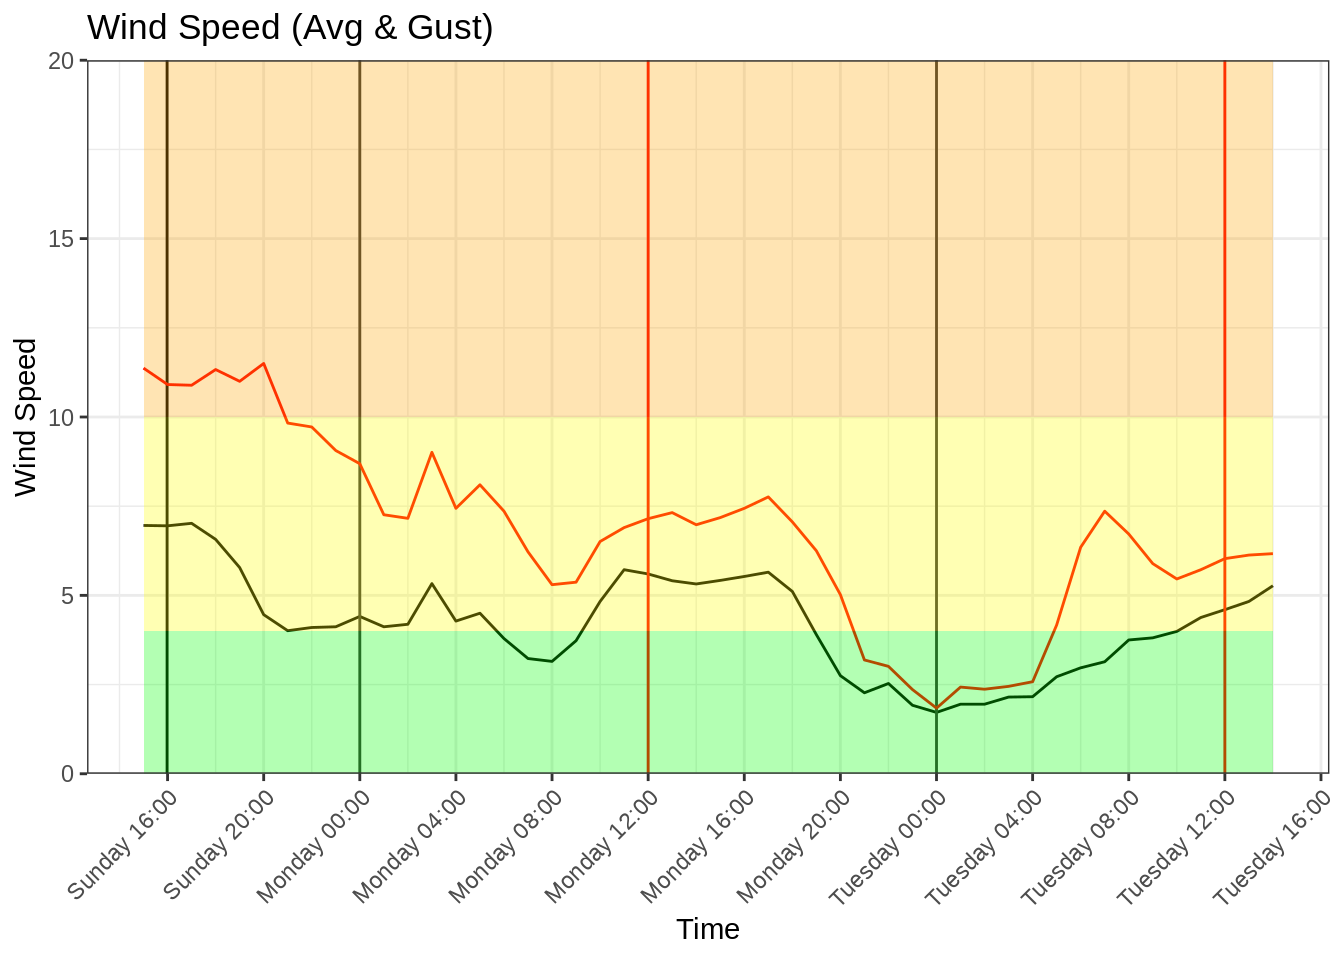 Wind Speed (Avg & Gust)
20
15
10
5
0
Wind Speed
Sunday 16:00
Sunday 20:00
Monday 00:00
Monday 04:00
Monday 08:00
Monday 12:00
Monday 16:00
Monday 20:00
Tuesday 00:00
Tuesday 04:00
Tuesday 08:00
Tuesday 12:00
Tuesday 16:00
Time